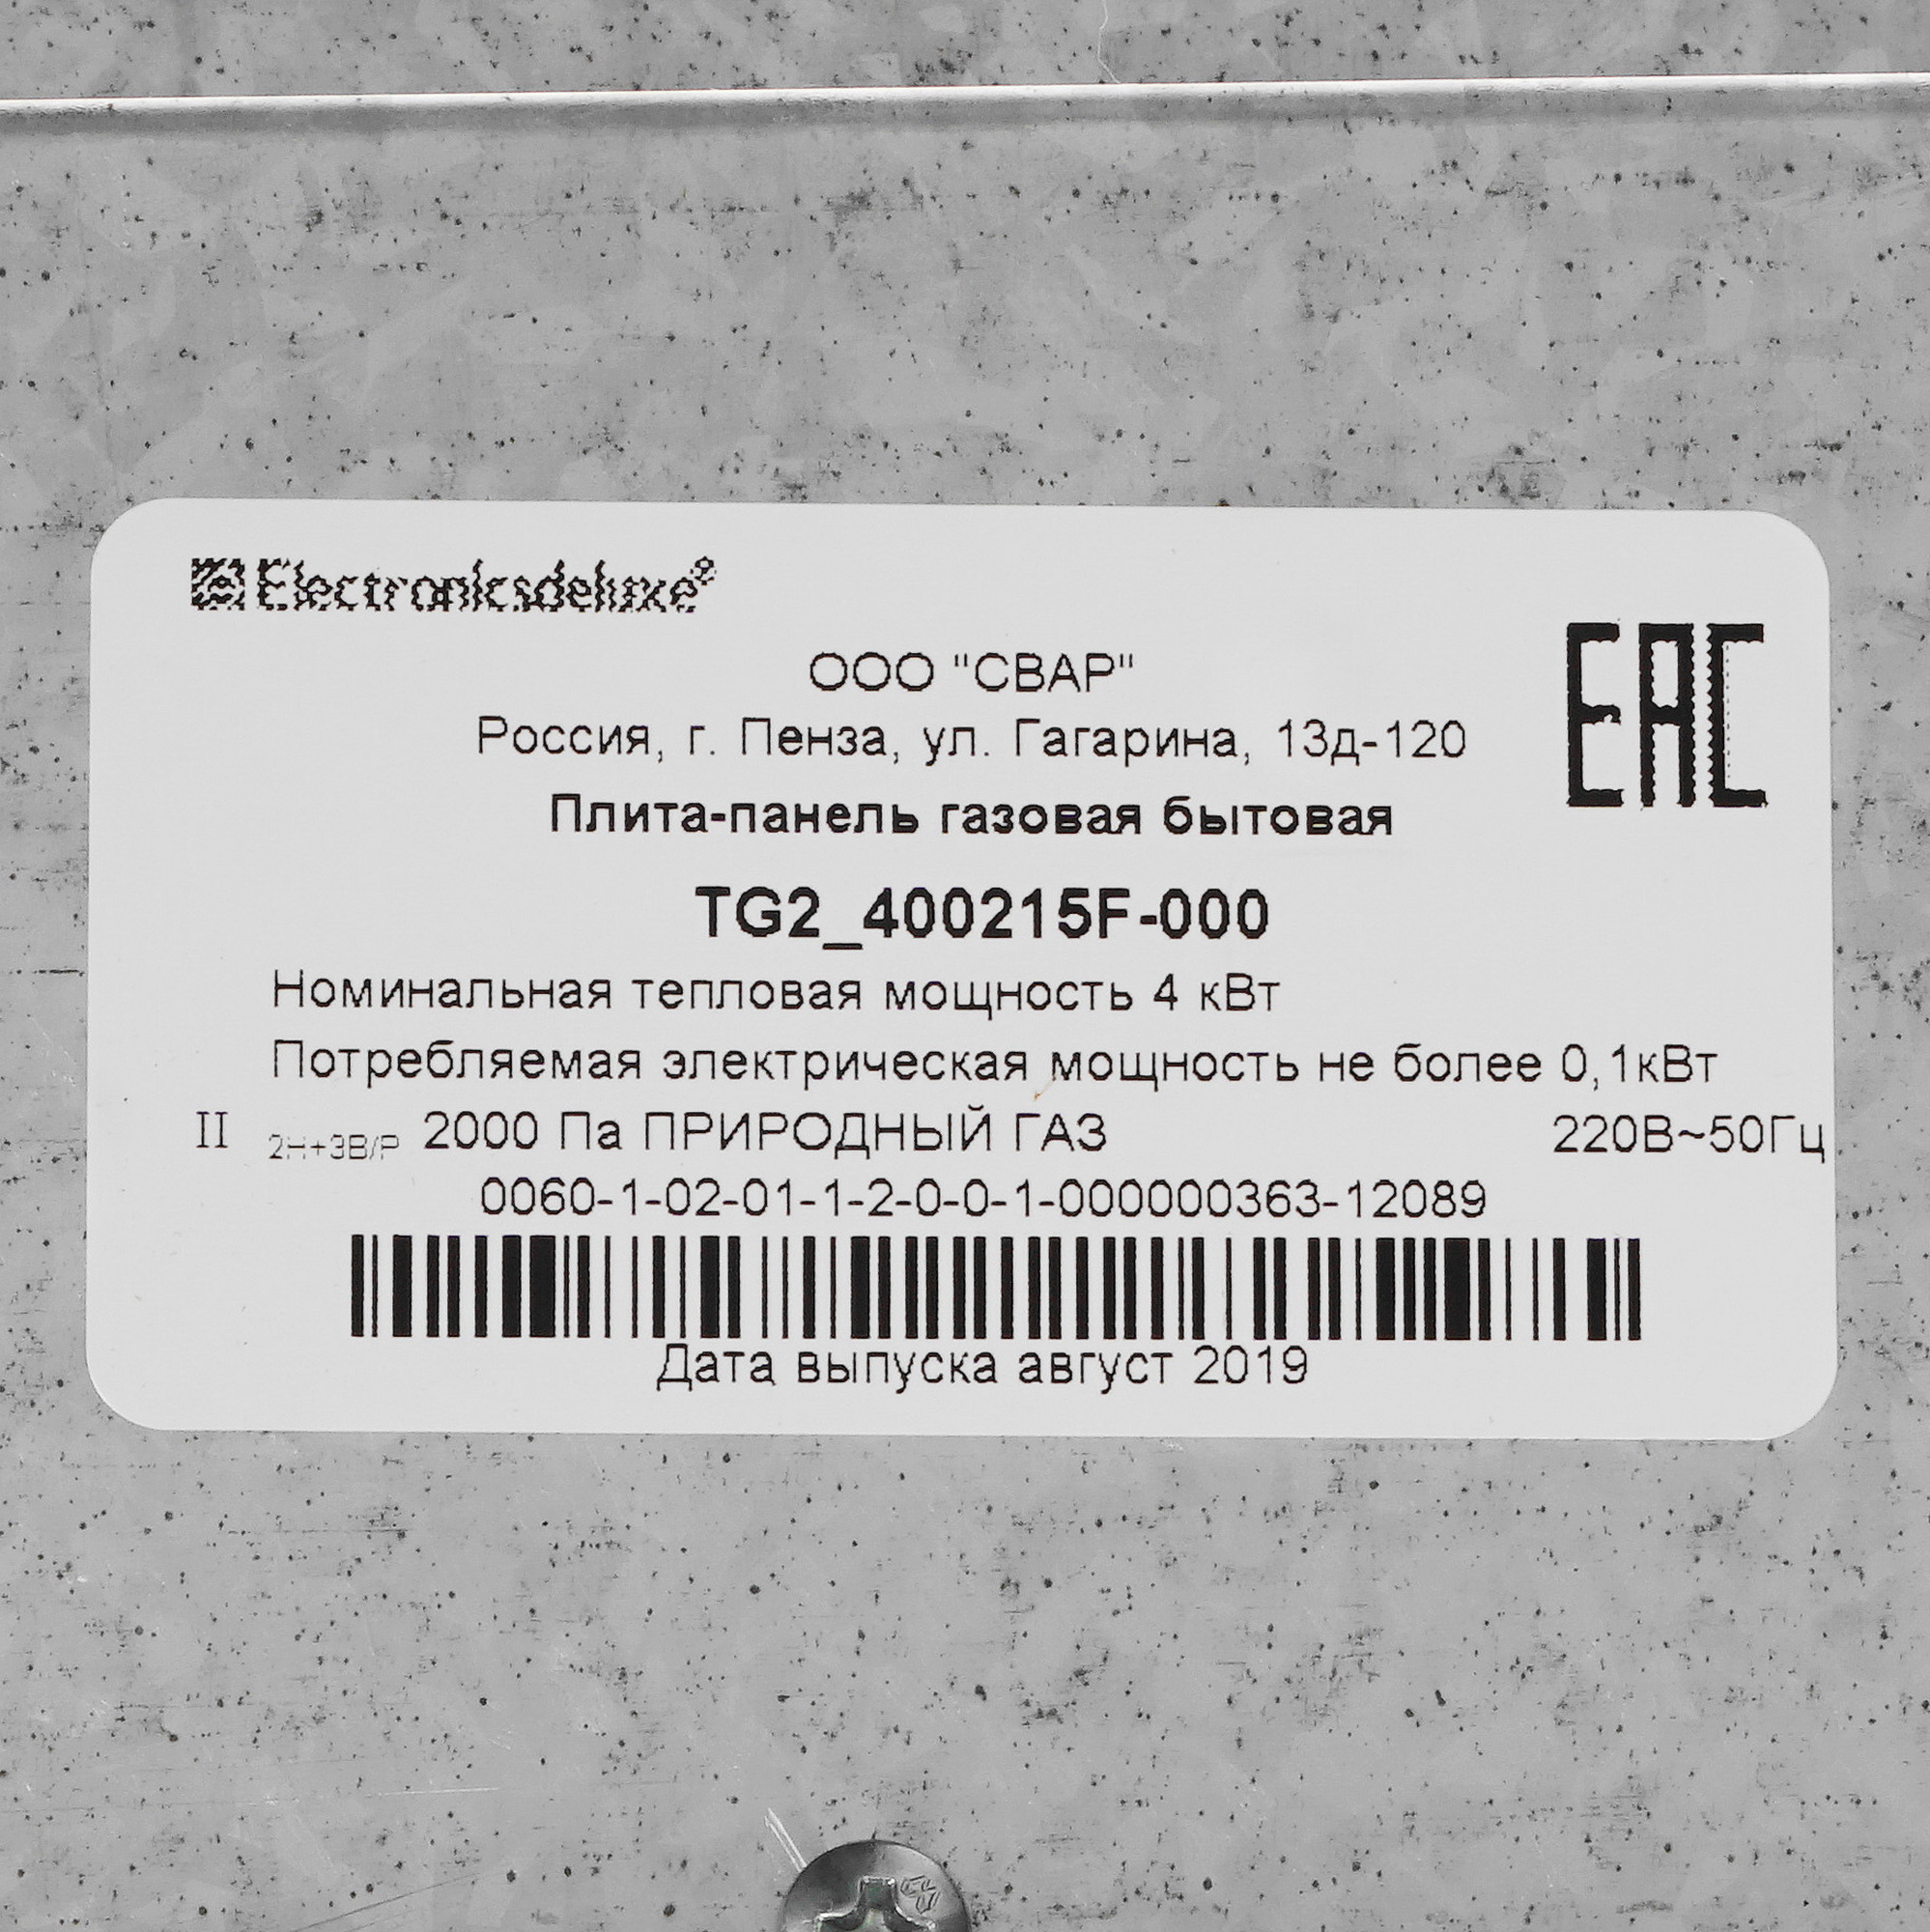 Electronicsdeluxe®
ООО "СВАР"
EAC
Россия, г. Пенза, ул. Гагарина, 13д-120
Плита-панель газовая бытовая
TG2_400215F-000
Номинальная тепловая мощность 4 кВт
Потребляемая электрическая мощность не более 0,1кВт
II 2H+3B/P 2000 Па ПРИРОДНЫЙ ГАЗ 220В~50Гц
0060-1-02-01-1-2-0-0-1-000000363-12089
Дата выпуска август 2019